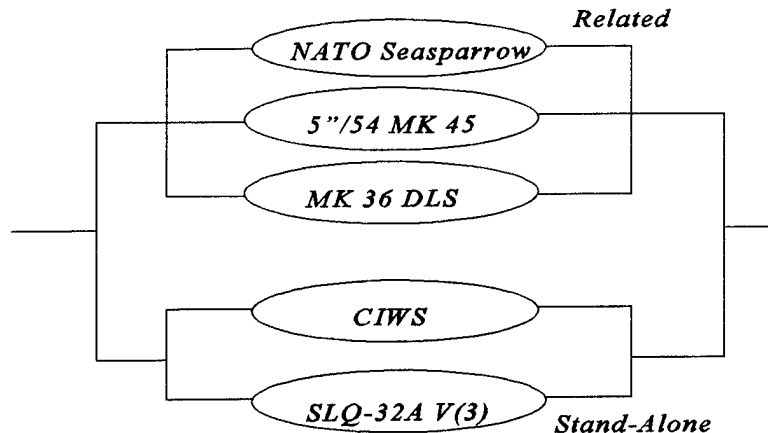 Related
NATO Seasparrow
5"/54 MK 45
MK 36 DLS
CIWS
SLQ-32A V(3)
Stand-Alone